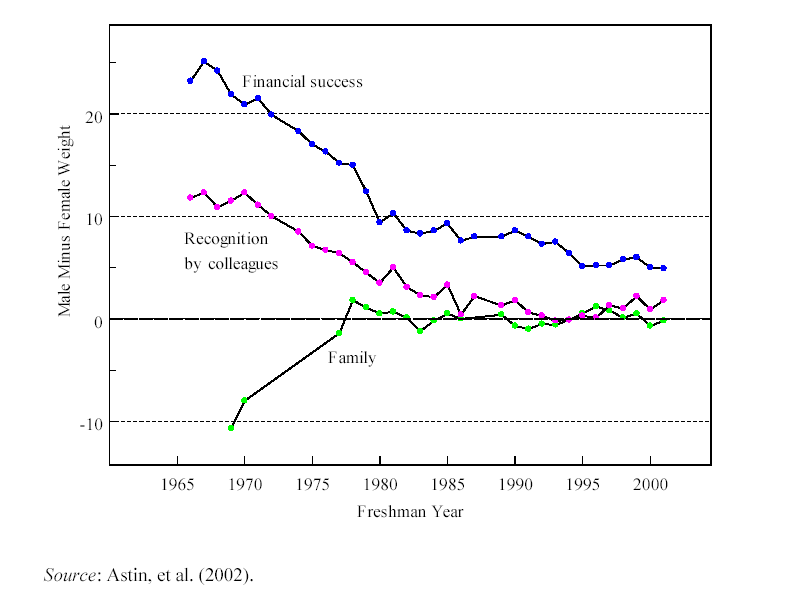 Financial success
20
Male Minus Female Weight
10
Recognition
by colleagues
0
Family
-10
1965 1970 1975 1980 1985 1990 1995 2000
Freshman Year
Source: Astin, et al. (2002).